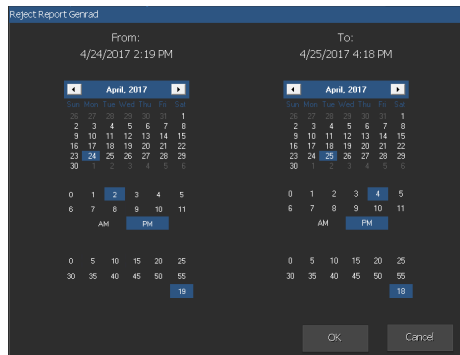 Reject Report Genrad
From:
4/24/2017 2:19 PM
April, 2017
Sun Mon Tue Wed Thu Fri Sat
26 27 28 29 30 31 1
2 3 4 5 6 7 8
9 10 11 12 13 14 15
16 17 18 19 20 21 22
23 24 25 26 27 28 29
30 1 2 3 4 5 6
0 1 2 3 4 5
6 7 8 9 10 11
AM PM
0 5 10 15 20 25
30 35 40 45 50 55
19
To:
4/25/2017 4:18 PM
April, 2017
Sun Mon Tue Wed Thu Fri Sat
26 27 28 29 30 31 1
2 3 4 5 6 7 8
9 10 11 12 13 14 15
16 17 18 19 20 21 22
23 24 25 26 27 28 29
30 1 2 3 4 5 6
0 1 2 3 4 5
6 7 8 9 10 11
AM PM
0 5 10 15 20 25
30 35 40 45 50 55
18
OK Cancel